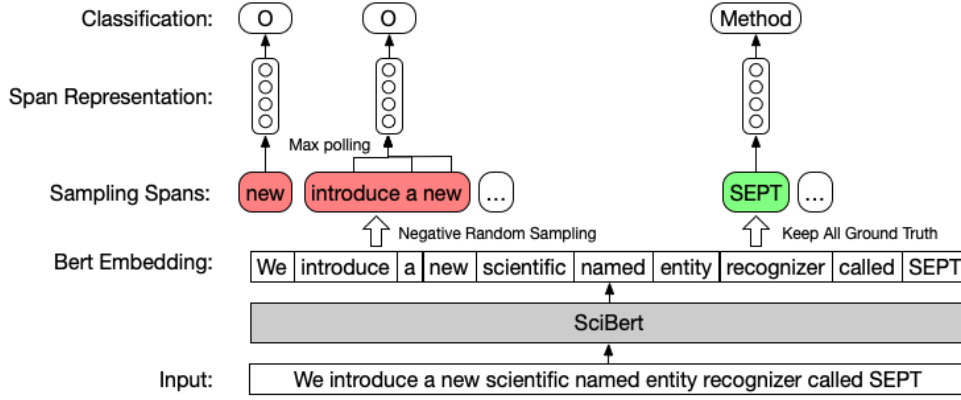 Classification: O O Method
Span Representation:
Max polling
Sampling Spans: new introduce a new ... SEPT ...
Negative Random Sampling Keep All Ground Truth
Bert Embedding: We introduce a new scientific named entity recognizer called SEPT
SciBert
Input: We introduce a new scientific named entity recognizer called SEPT